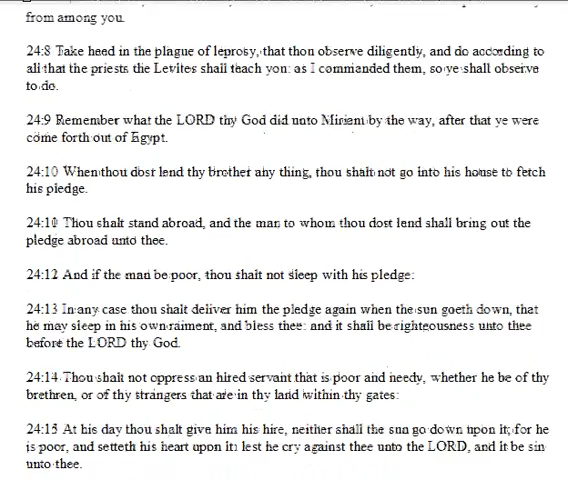 from among you.
24:8 Take heed in the plague of leprosy, that thou observe diligently, and do according to
all that the priests the Levites shall teach you: as I commanded them, so ye shall observe
to do.
24:9 Remember what the LORD thy God did unto Miriam by the way, after that ye were
come forth out of Egypt.
24:10 When thou dost lend thy brother any thing, thou shalt not go into his house to fetch
his pledge.
24:10 Thou shalt stand abroad, and the man to whom thou dost lend shall bring out the
pledge abroad unto thee.
24:12 And if the man be poor, thou shalt not sleep with his pledge:
24:13 In any case thou shalt deliver him the pledge again when the sun goeth down, that
he may sleep in his own raiment, and bless thee: and it shall be righteousness unto thee
before the LORD thy God.
24:14 Thou shalt not oppress an hired servant that is poor and needy, whether he be of thy
brethren, or of thy strangers that are in thy land within thy gates:
24:15 At his day thou shalt give him his hire, neither shall the sun go down upon it; for he
is poor, and setteth his heart upon it: lest he cry against thee unto the LORD, and it be sin
unto thee.